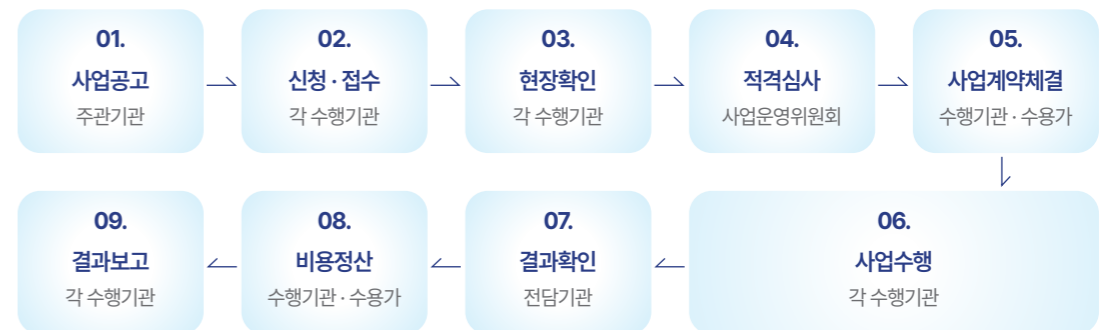 01.
사업공고
주관기관
02.
신청 · 접수
각 수행기관
03.
현장확인
각 수행기관
04.
적격심사
사업운영위원회
05.
사업계약체결
수행기관 · 수용가
06.
사업수행
각 수행기관
07.
결과확인
전담기관
08.
비용정산
수행기관 · 수용가
09.
결과보고
각 수행기관